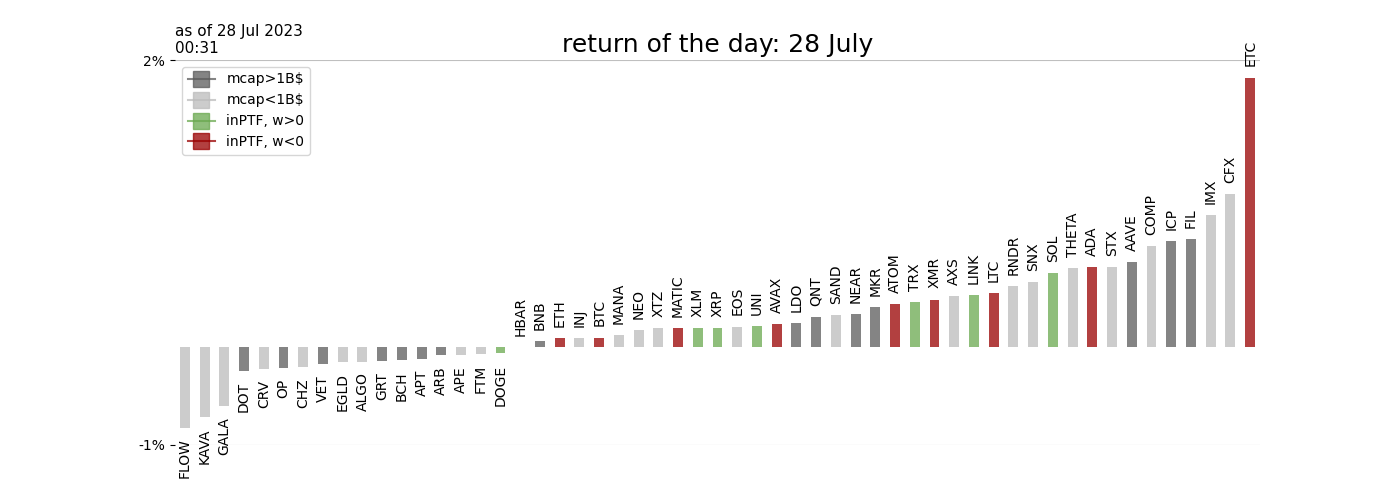 as of 28 Jul 2023
00:31
return of the day: 28 July
2%
-1%
mcap>1B$
mcap<1B$
inPTF, w>0
inPTF, w<0
FLOW
KAVA
GALA
DOT
CRV
OP
CHZ
VET
EGLD
ALGO
GRT
BCH
APT
ARB
APE
FTM
DOGE
HBAR
BNB
ETH
INJ
BTC
MANA
NEO
XTZ
MATIC
XLM
XRP
EOS
UNI
AVAX
LDO
QNT
SAND
NEAR
MKR
ATOM
TRX
XMR
AXS
LINK
LTC
RNDR
SNX
SOL
THETA
ADA
STX
AAVE
COMP
ICP
FIL
IMX
CFX
ETC